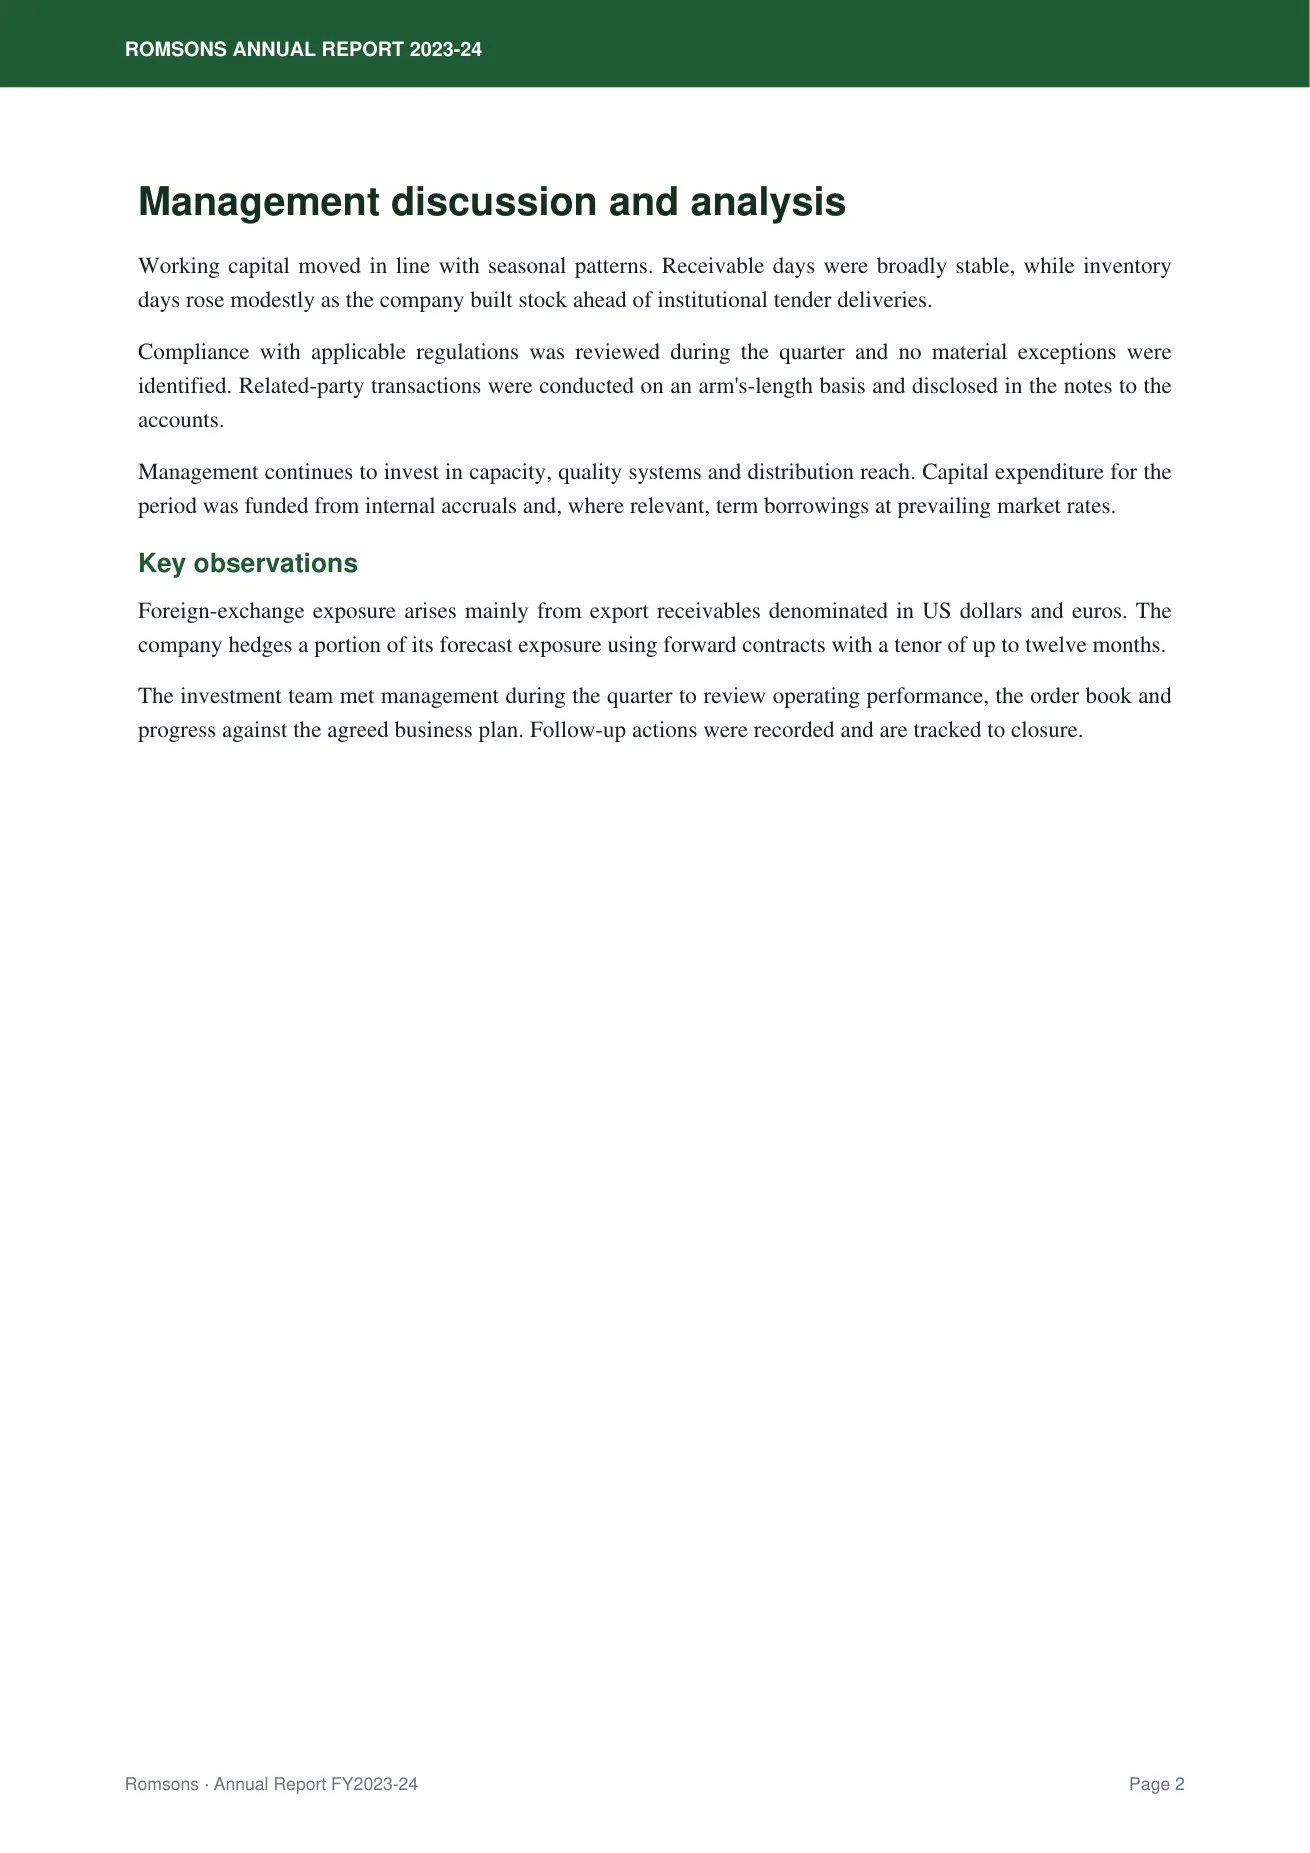 ROMSONS ANNUAL REPORT 2023-24
Management discussion and analysis
Working capital moved in line with seasonal patterns. Receivable days were broadly stable, while inventory
days rose modestly as the company built stock ahead of institutional tender deliveries.
Compliance with applicable regulations was reviewed during the quarter and no material exceptions were
identified. Related-party transactions were conducted on an arm's-length basis and disclosed in the notes to the
accounts.
Management continues to invest in capacity, quality systems and distribution reach. Capital expenditure for the
period was funded from internal accruals and, where relevant, term borrowings at prevailing market rates.
Key observations
Foreign-exchange exposure arises mainly from export receivables denominated in US dollars and euros. The
company hedges a portion of its forecast exposure using forward contracts with a tenor of up to twelve months.
The investment team met management during the quarter to review operating performance, the order book and
progress against the agreed business plan. Follow-up actions were recorded and are tracked to closure.
Romsons · Annual Report FY2023-24
Page 2